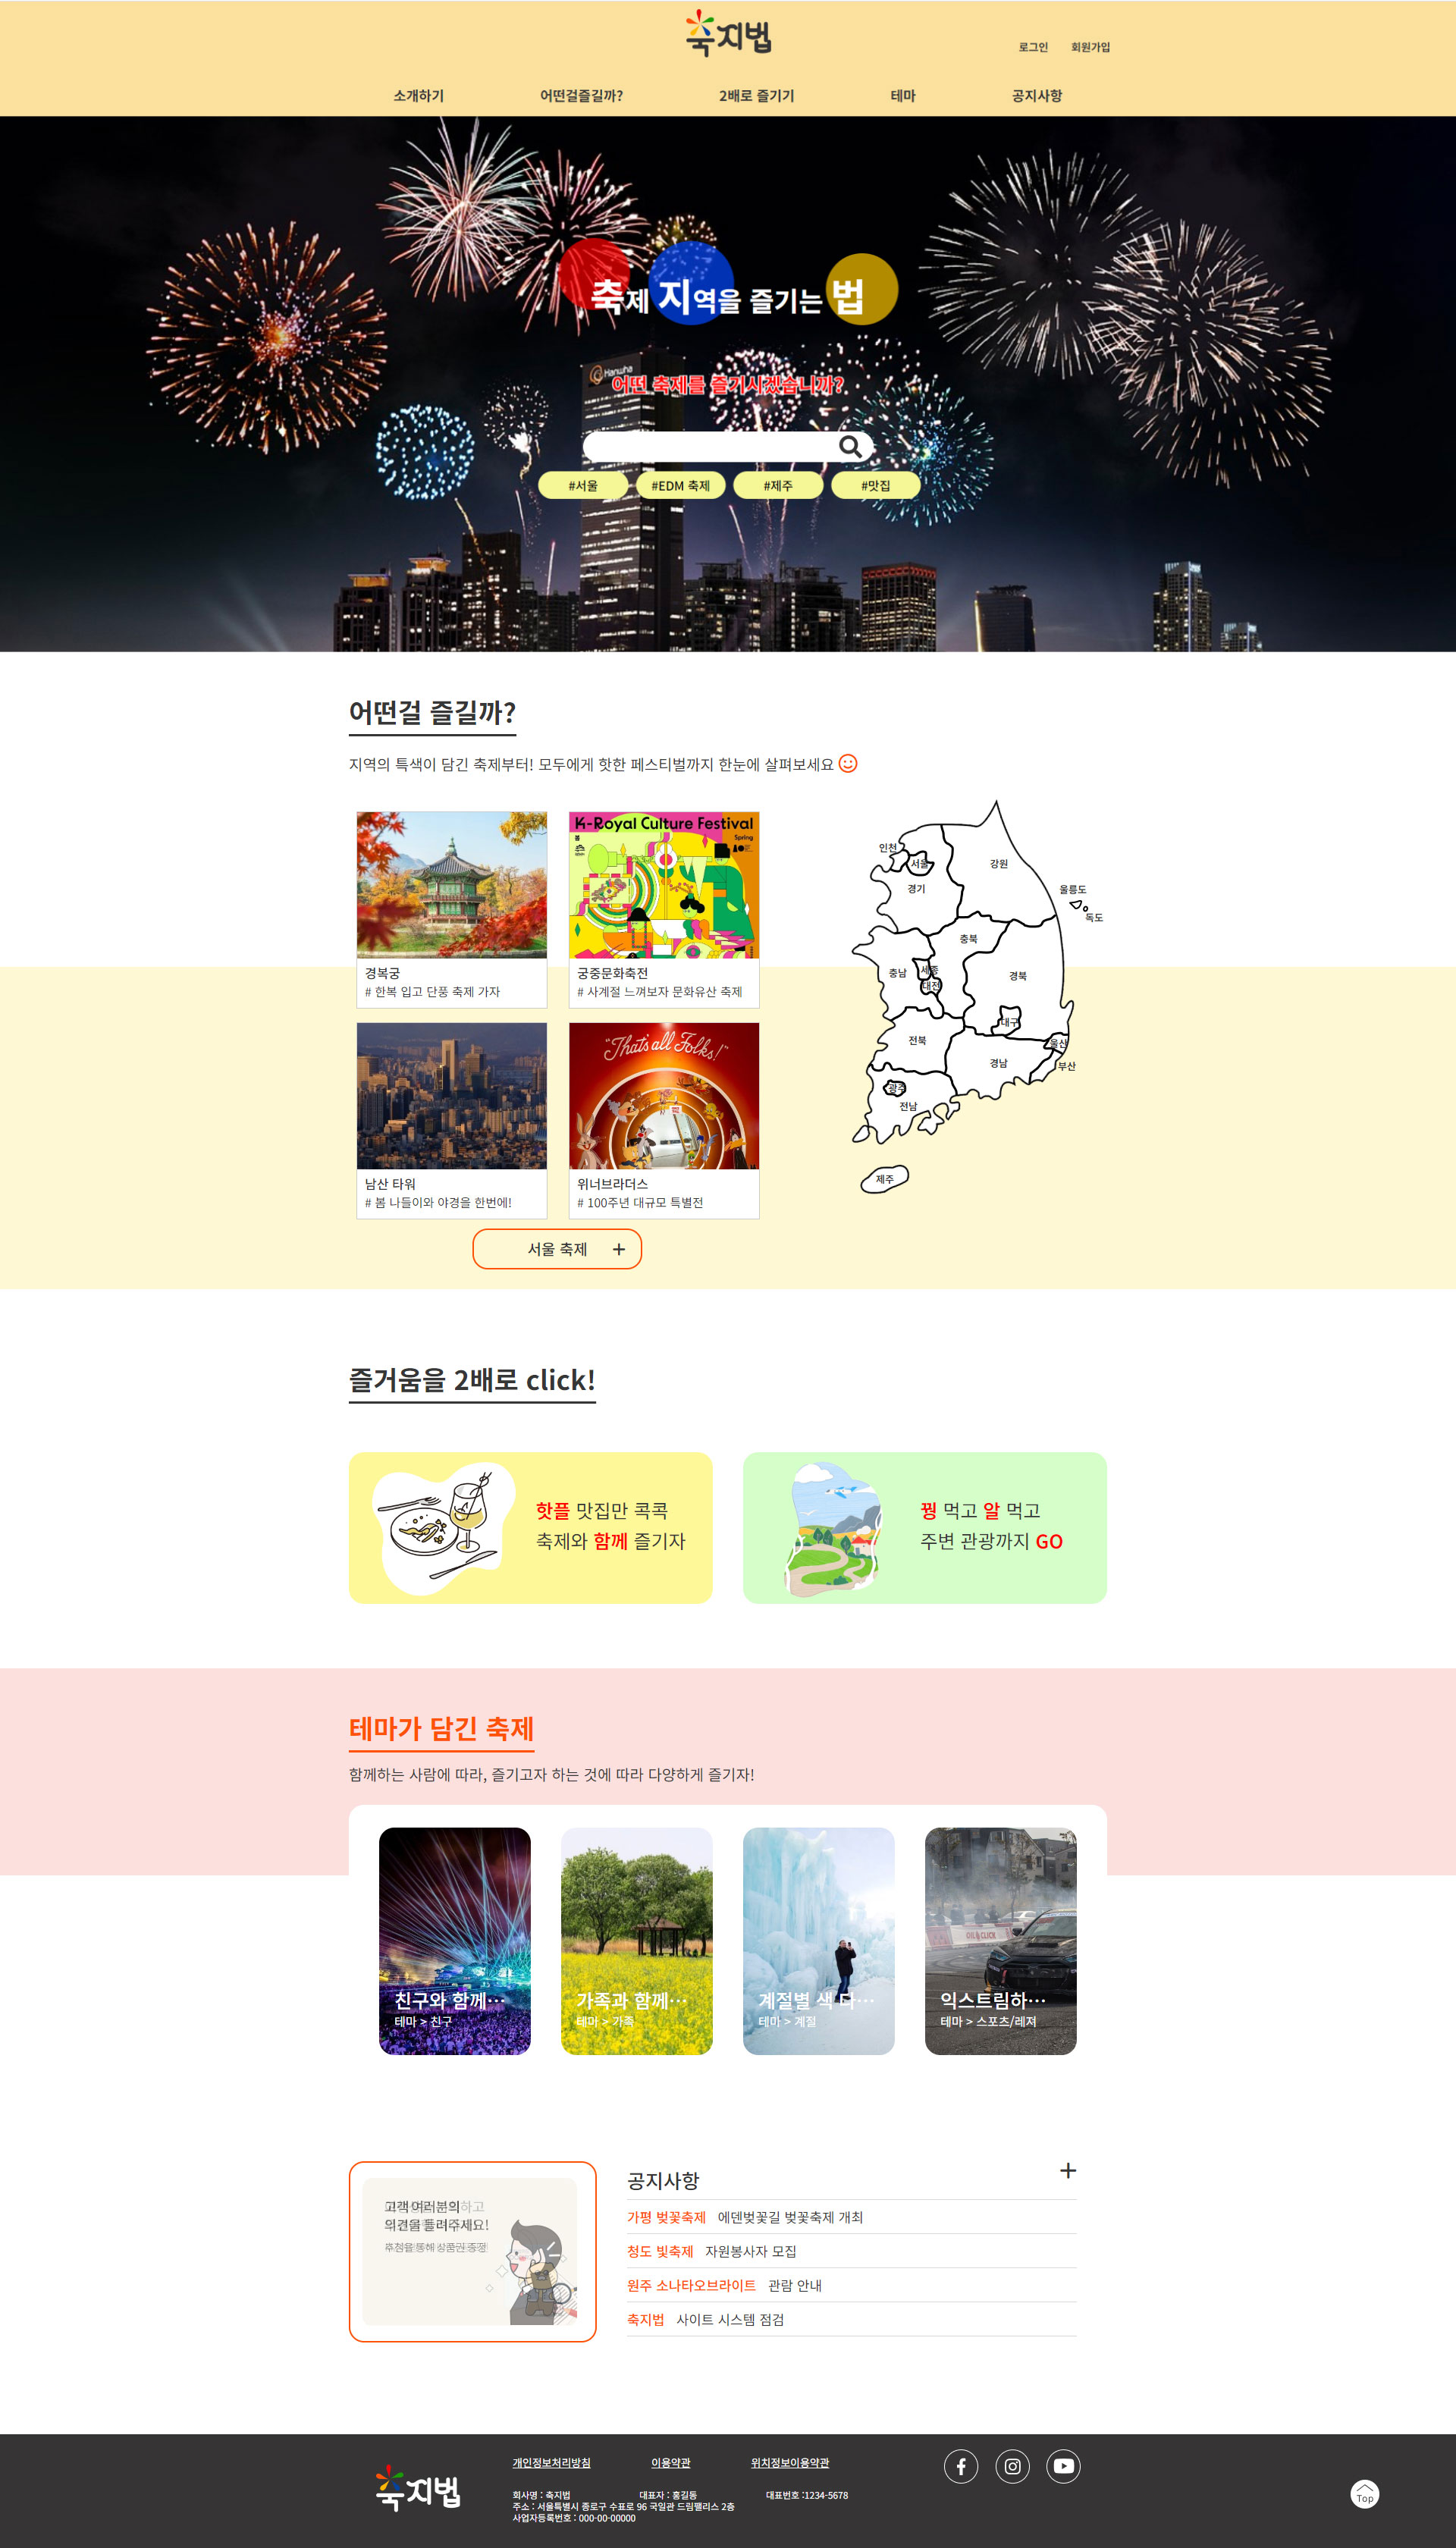 축지법
로그인 회원가입
소개하기 어떤걸즐길까? 2배로 즐기기 테마 공지사항
축제 지역을 즐기는 법
Hanwha
어떤 축제를 즐기시겠습니까?
#서울 #EDM 축제 #제주 #맛집
어떤걸 즐길까?
지역의 특색이 담긴 축제부터! 모두에게 핫한 페스티벌까지 한눈에 살펴보세요
K-Royal Culture Festival
Spring
경복궁
# 한복 입고 단풍 축제 가자
궁중문화축전
# 사계절 느껴보자 문화유산 축제
"That's all Folks!"
남산 타워
# 봄 나들이와 야경을 한번에!
위너브라더스
# 100주년 대규모 특별전
서울 축제 +
인천
서울
강원
경기
울릉도
독도
충북
충남
세종
대전
경북
대구
전북
울산
경남
부산
광주
전남
제주
즐거움을 2배로 click!
핫플 맛집만 콕콕
축제와 함께 즐기자
꿩 먹고 알 먹고
주변 관광까지 GO
테마가 담긴 축제
함께하는 사람에 따라, 즐기고자 하는 것에 따라 다양하게 즐기자!
친구와 함께…
테마 > 친구
가족과 함께…
테마 > 가족
계절별 색 다…
테마 > 계절
OIL CLICK
익스트림하…
테마 > 스포츠/레져
고객 여러분의
의견을 들려주세요!
공지사항 +
가평 벚꽃축제 에덴벚꽃길 벚꽃축제 개최
청도 빛축제 자원봉사자 모집
원주 소나타오브라이트 관람 안내
축지법 사이트 시스템 점검
축지법
개인정보처리방침 이용약관 위치정보이용약관
회사명 : 축지법 대표자 : 홍길동 대표번호 :1234-5678
주소 : 서울특별시 종로구 수표로 96 국일관 드림팰리스 2층
사업자등록번호 : 000-00-00000
Top